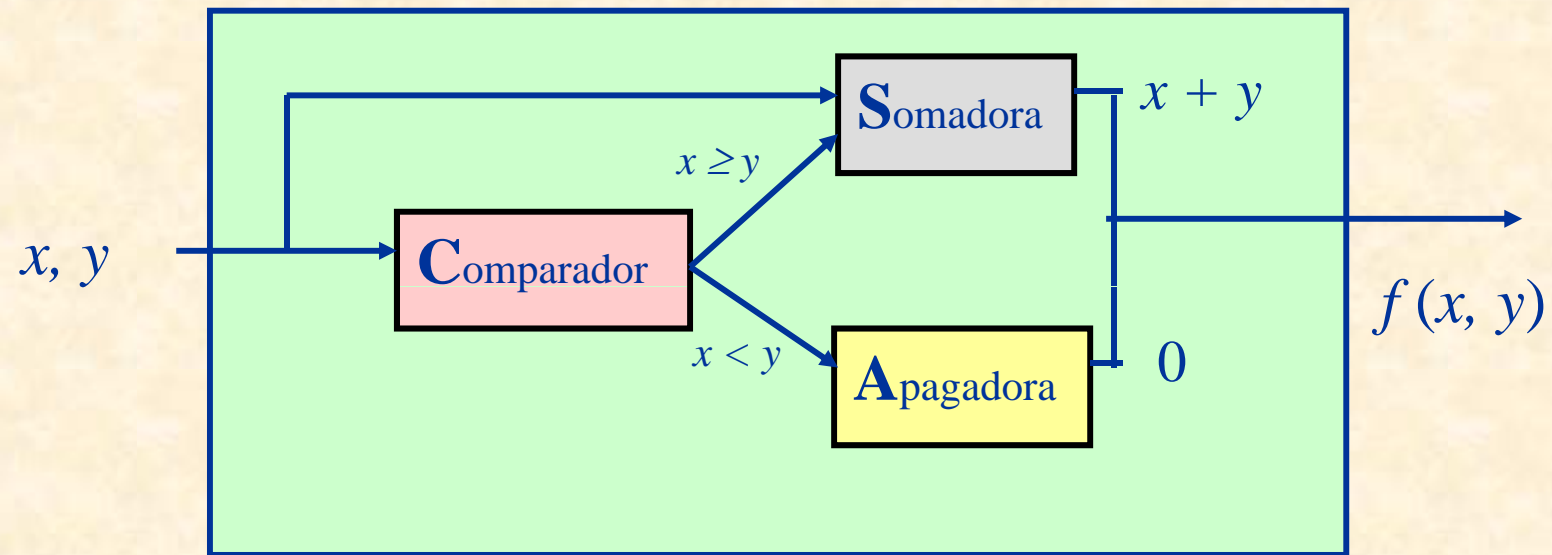 Somadora
x + y
x ≥ y
x, y
Comparador
f (x, y)
x < y
Apagadora
0